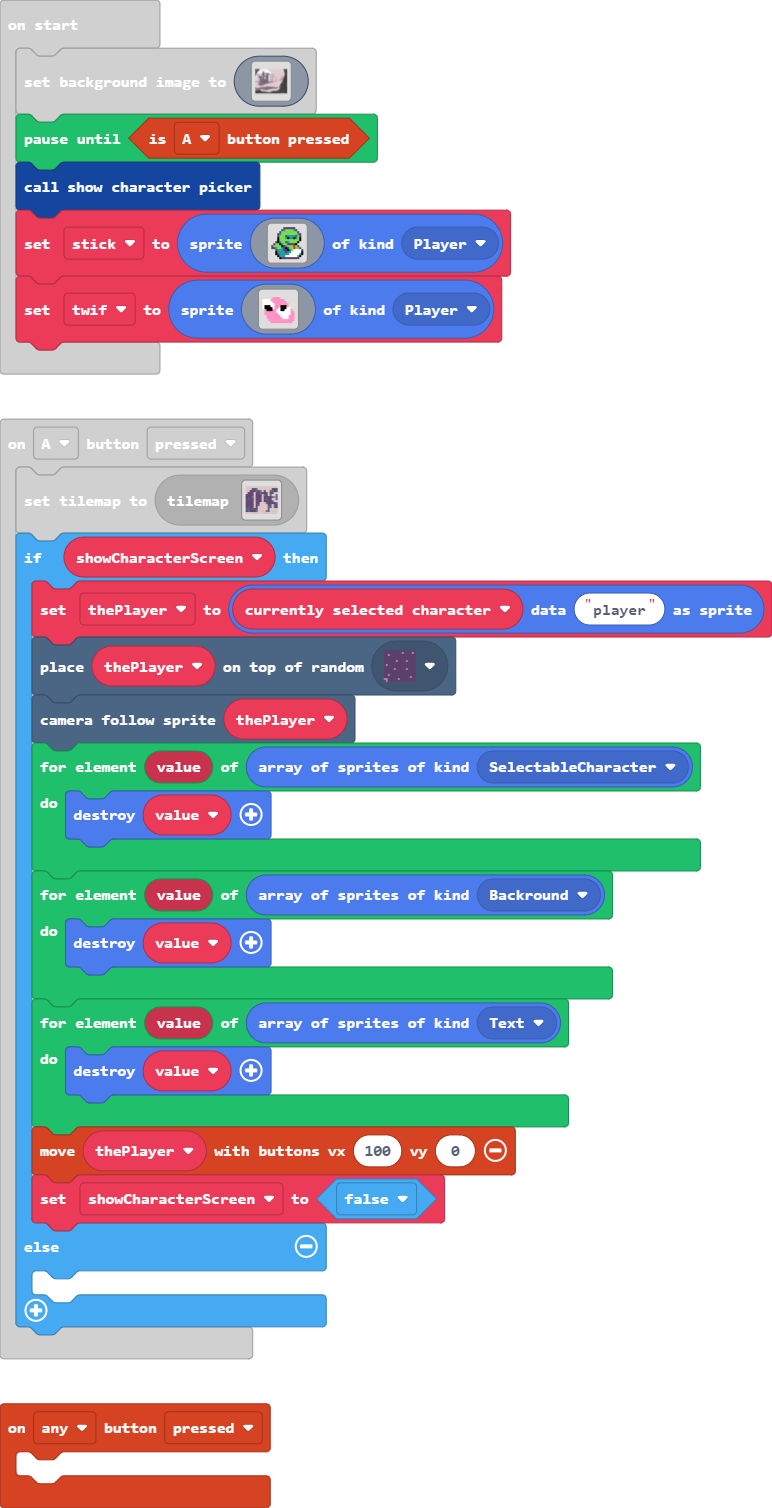 on start
set background image to
pause until is A button pressed
call show character picker
set stick to sprite of kind Player
set twif to sprite of kind Player
on A button pressed
set tilemap to tilemap
if showCharacterScreen then
set thePlayer to currently selected character data "player" as sprite
place thePlayer on top of random
camera follow sprite thePlayer
for element value of array of sprites of kind SelectableCharacter
do destroy value
for element value of array of sprites of kind Backround
do destroy value
for element value of array of sprites of kind Text
do destroy value
move thePlayer with buttons vx 100 vy 0
set showCharacterScreen to false
else
on any button pressed